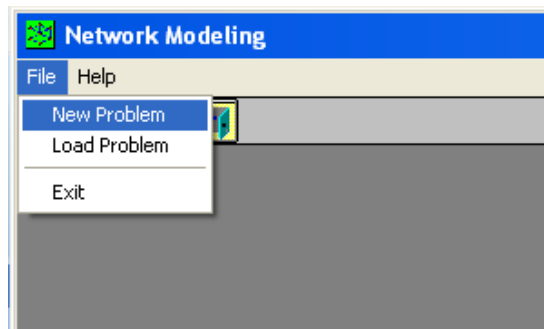 Network Modeling
File Help
New Problem
Load Problem
Exit